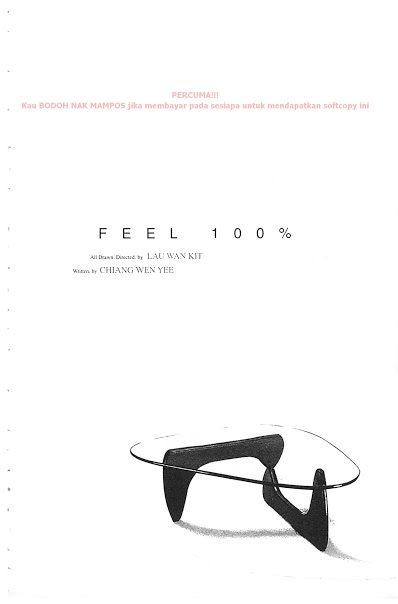 PERCUMA!!!
Kau BODOH NAK MAMPOS jika membayar pada sesiapa untuk mendapatkan softcopy ini
FEEL 100%
All Drawn. Directed. by LAU WAN KIT
Written. by CHIANG WEN YEE